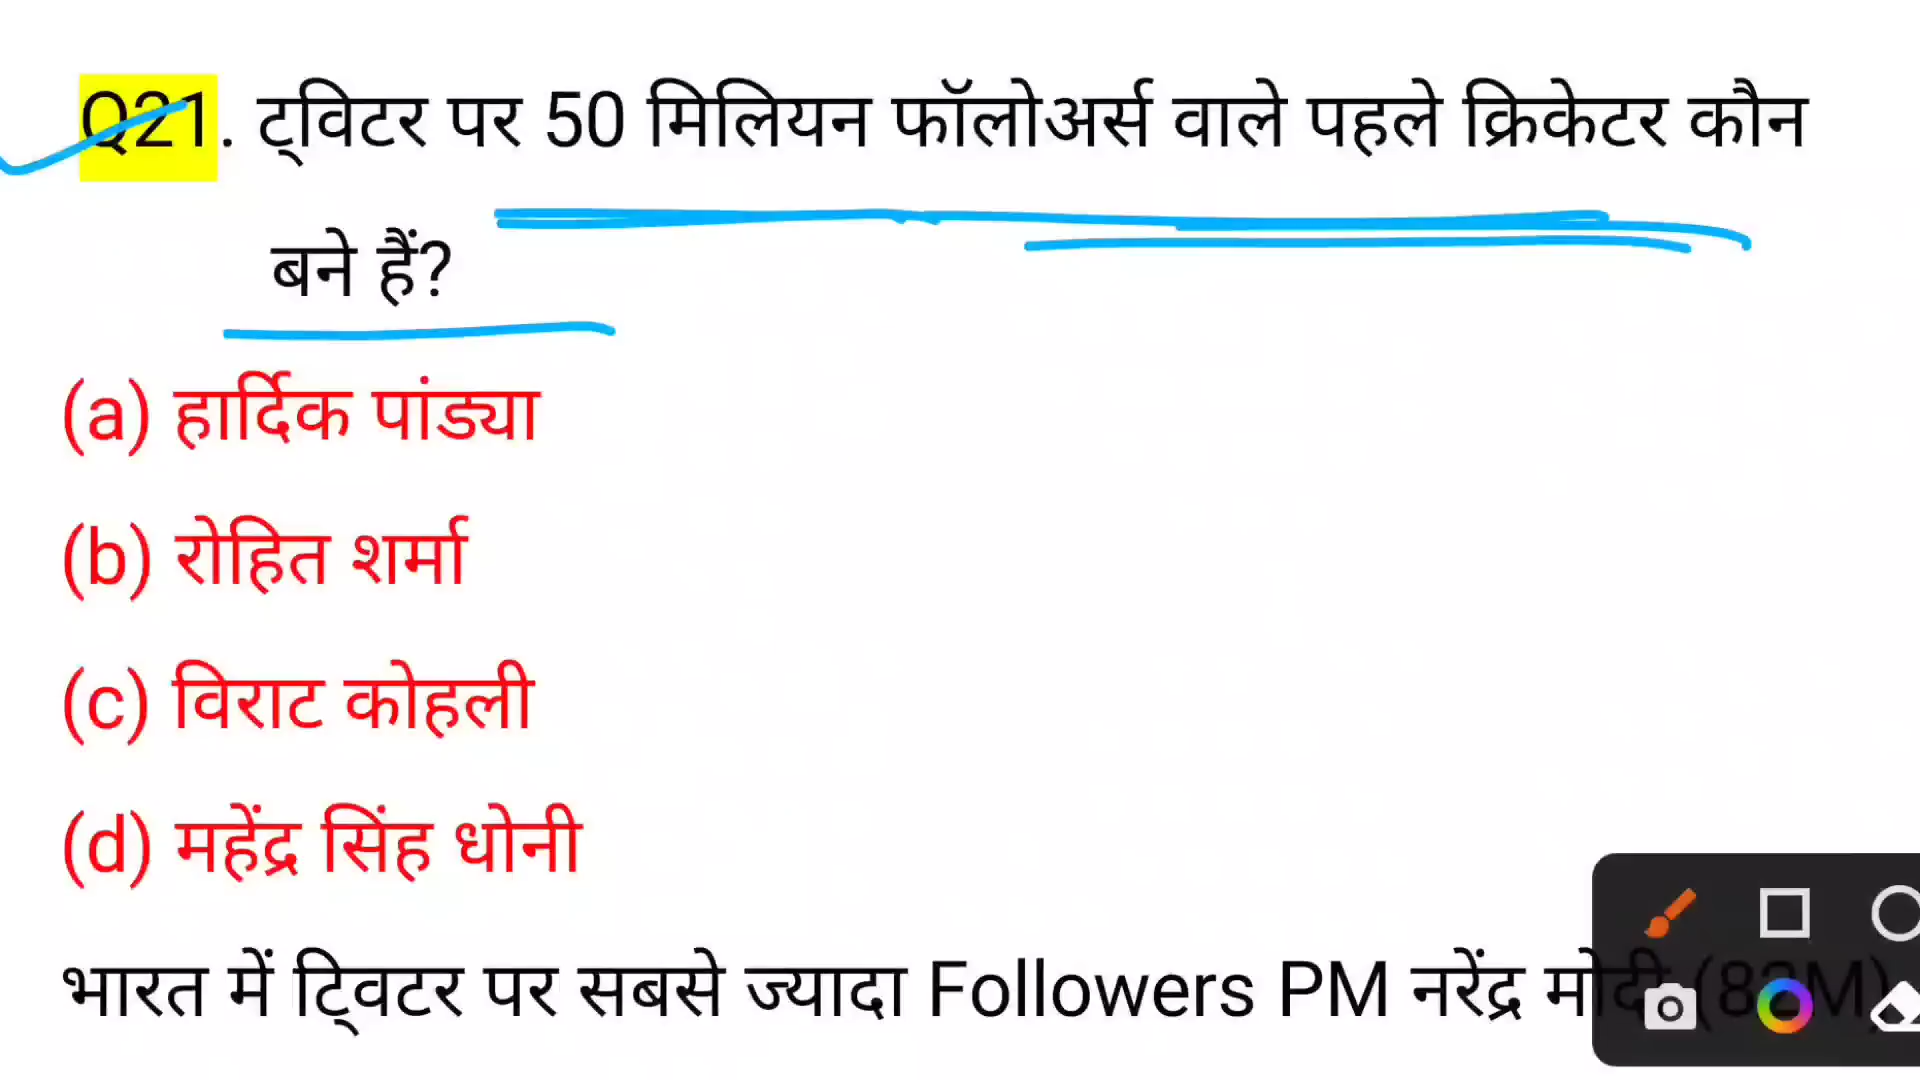 Q21. ट्विटर पर 50 मिलियन फॉलोअर्स वाले पहले क्रिकेटर कौन
बने हैं?
(a) हार्दिक पांड्या
(b) रोहित शर्मा
(c) विराट कोहली
(d) महेंद्र सिंह धोनी
भारत में ट्विटर पर सबसे ज्यादा Followers PM नरेंद्र मोदी (82M)